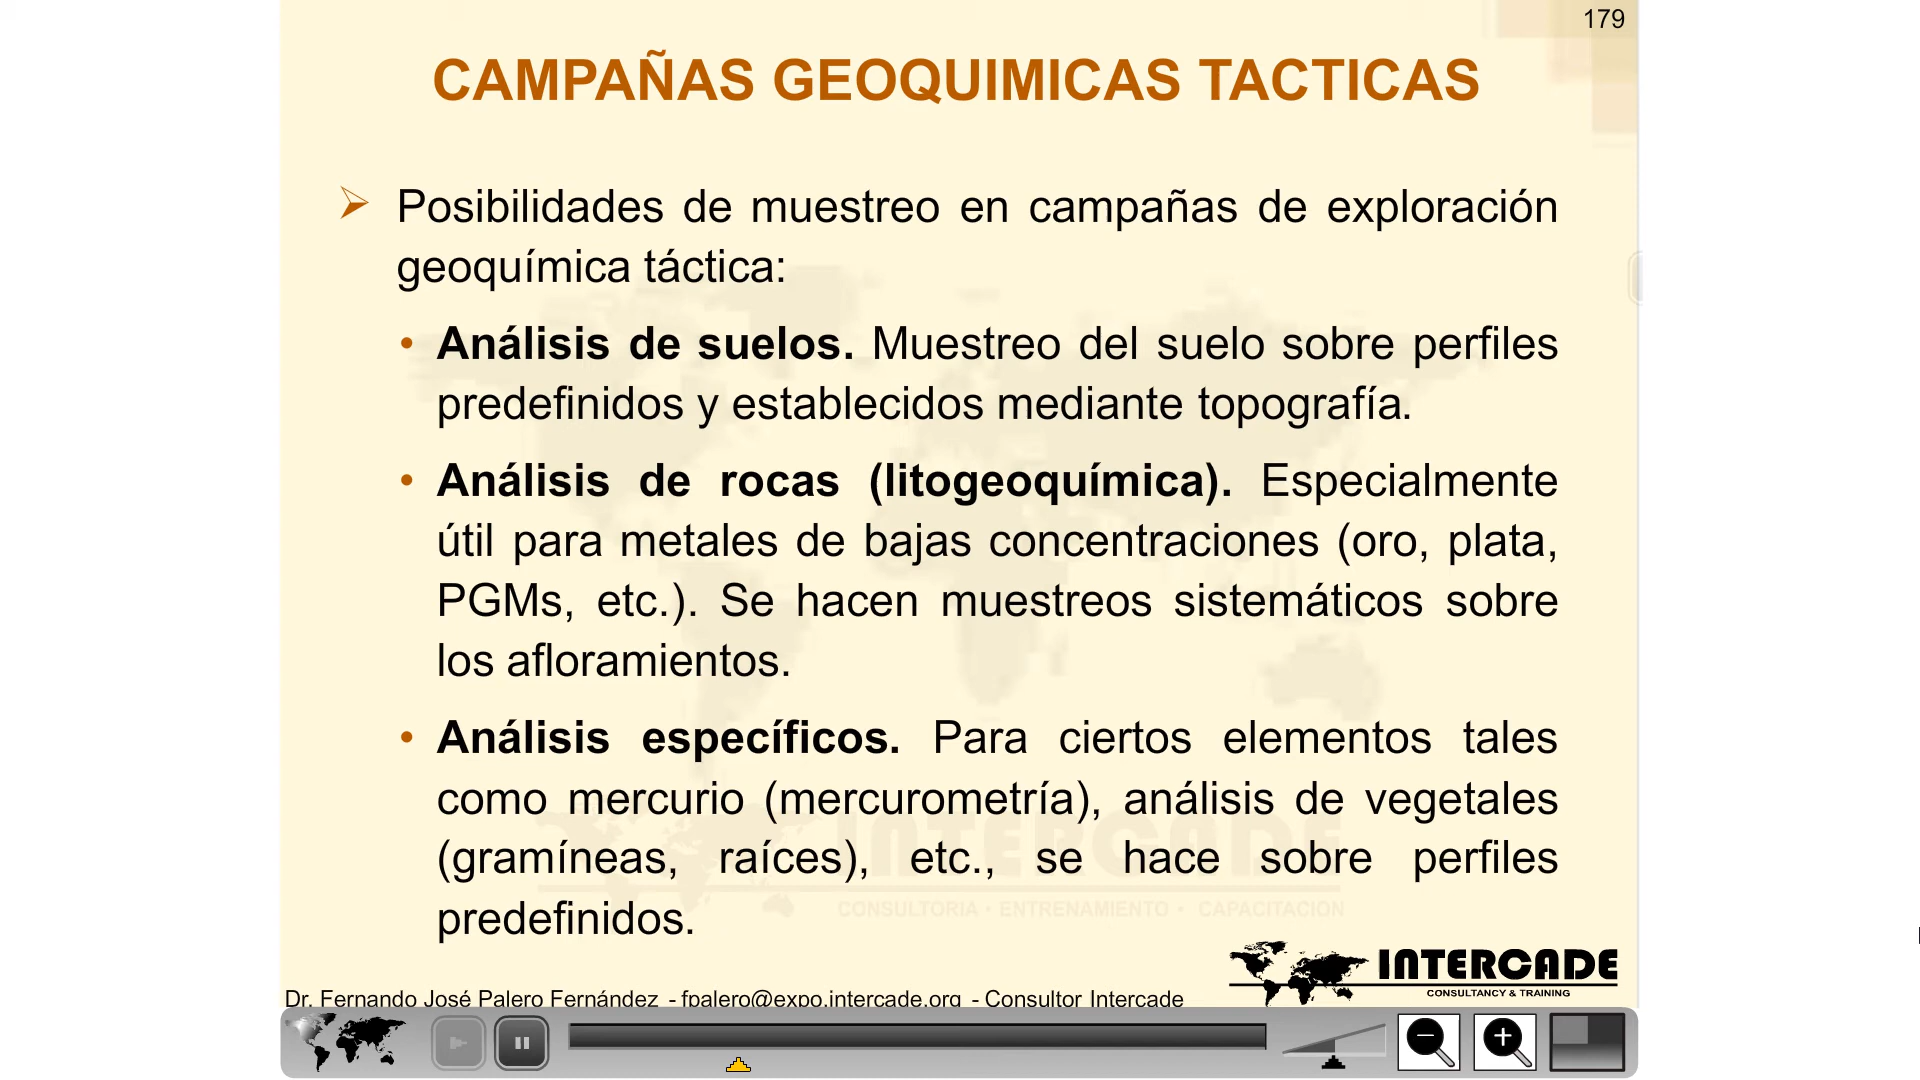 179
CAMPAÑAS GEOQUIMICAS TACTICAS
Posibilidades de muestreo en campañas de exploración
geoquímica táctica:
• Análisis de suelos. Muestreo del suelo sobre perfiles
predefinidos y establecidos mediante topografía.
• Análisis de rocas (litogeoquímica). Especialmente
útil para metales de bajas concentraciones (oro, plata,
PGMs, etc.). Se hacen muestreos sistemáticos sobre
los afloramientos.
• Análisis específicos. Para ciertos elementos tales
como mercurio (mercurometría), análisis de vegetales
(gramíneas, raíces), etc., se hace sobre perfiles
predefinidos.
INTERCADE
CONSULTORIA • ENTRENAMIENTO • CAPACITACION
INTERCADE
CONSULTANCY & TRAINING
Dr. Fernando José Palero Fernández - fpalero@expo.intercade.org - Consultor Intercade